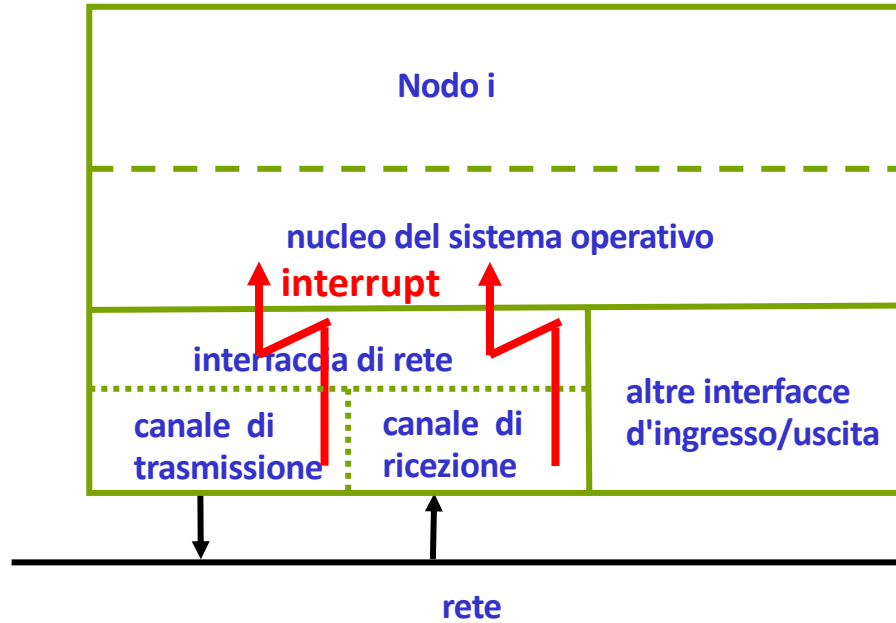 Nodo i
nucleo del sistema operativo
interrupt
interfaccia di rete
canale di
trasmissione
canale di
ricezione
altre interfacce
d'ingresso/uscita
rete